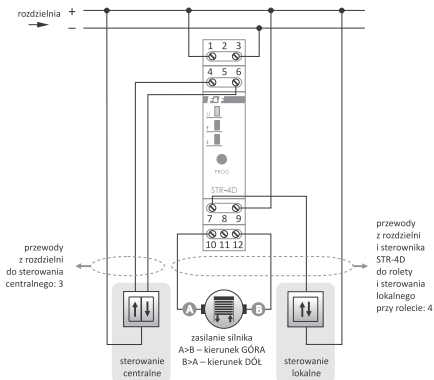 rozdzielnia
+
−
1 2 3
4 5 6
F&F
U
↑
↓
PROG
STR-4D
7 8 9
10 11 12
przewody
z rozdzielni
do sterowania
centralnego: 3
przewody
z rozdzielni
i sterownika
STR-4D
do rolety
i sterowania
lokalnego
przy rolecie: 4
A
B
zasilanie silnika
A>B – kierunek GÓRA
B>A – kierunek DÓŁ
sterowanie
centralne
sterowanie
lokalne